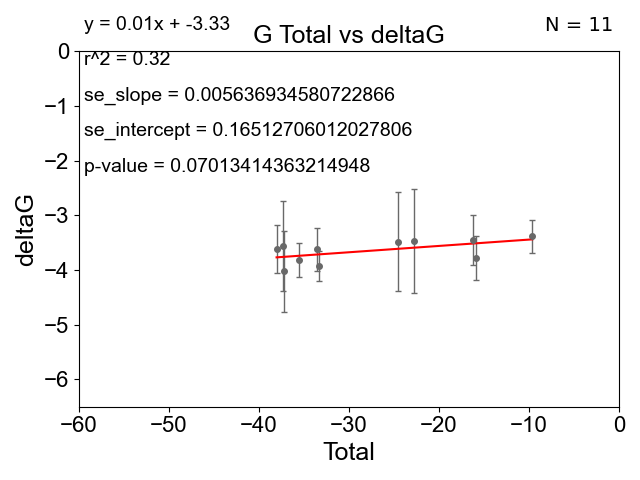 y = 0.01x + -3.33
N = 11
G Total vs deltaG
r^2 = 0.32
se_slope = 0.005636934580722866
se_intercept = 0.16512706012027806
p-value = 0.07013414363214948
0
−1
−2
−3
−4
−5
−6
deltaG
−60 −50 −40 −30 −20 −10 0
Total